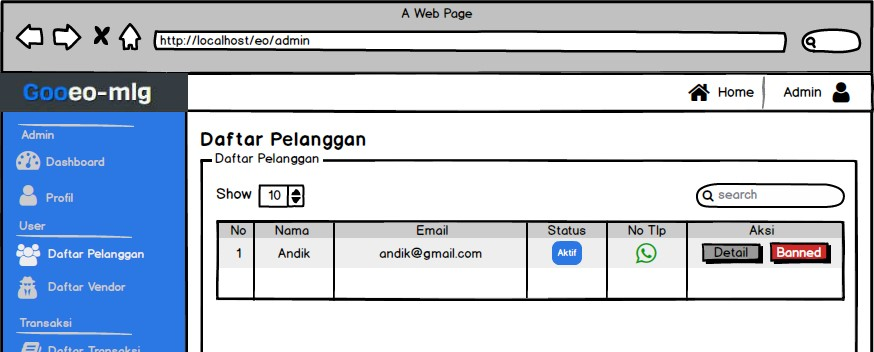 A Web Page
http://localhost/eo/admin
Gooeo-mlg
Home
Admin
Admin
Dashboard
Profil
User
Daftar Pelanggan
Daftar Vendor
Transaksi
Daftar Transaksi
Daftar Pelanggan
Daftar Pelanggan
Show 10
search
No Nama Email Status No Tlp Aksi
1 Andik andik@gmail.com Aktif Detail Banned